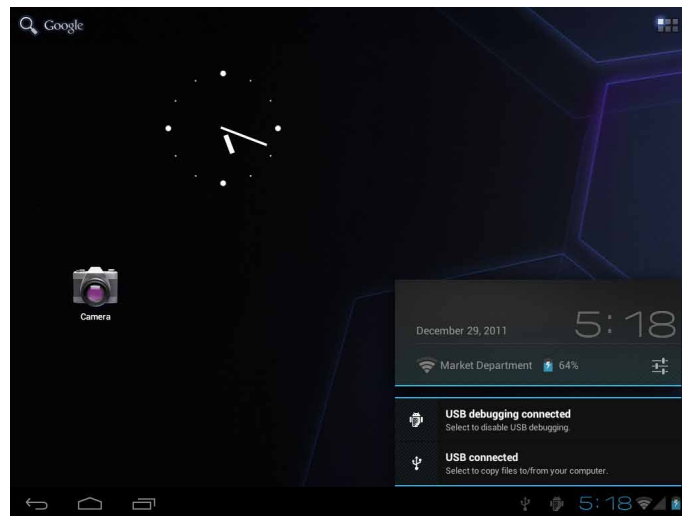 Google
Camera
December 29, 2011
5:18
Market Department 64%
USB debugging connected
Select to disable USB debugging.
USB connected
Select to copy files to/from your computer.
5:18